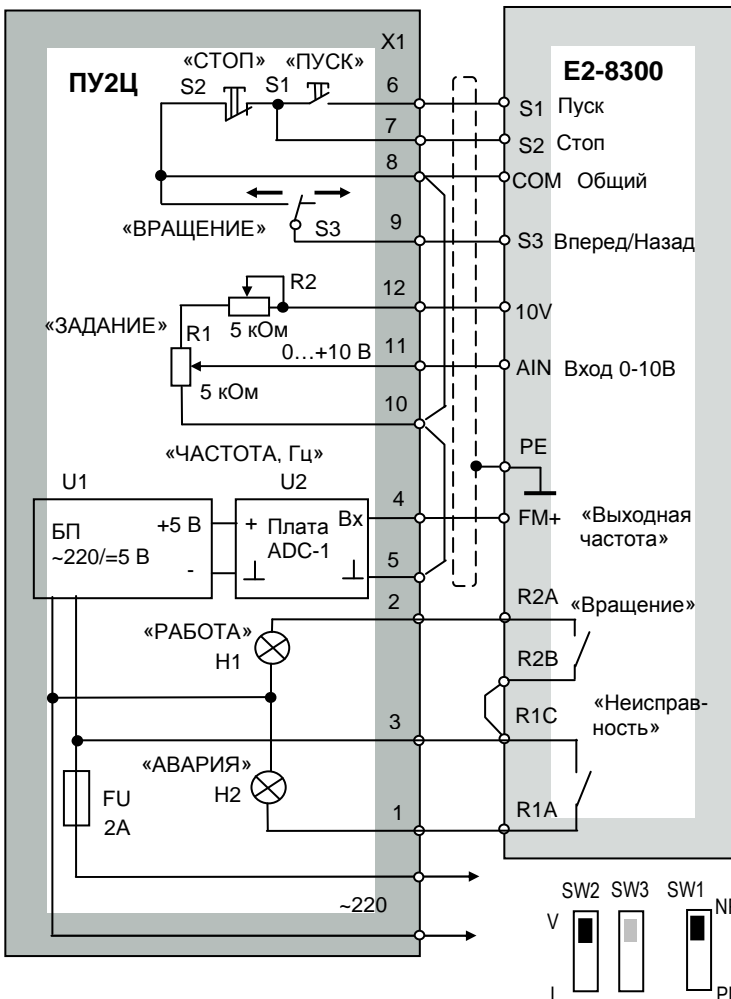 X1
ПУ2Ц
E2-8300
«СТОП» «ПУСК»
S2 S1 6
S1 Пуск
7
S2 Стоп
8
COM Общий
«ВРАЩЕНИЕ» S3 9
S3 Вперед/Назад
R2
12
10V
«ЗАДАНИЕ» R1 5 кОм
0…+10 В 11
AIN Вход 0-10В
5 кОм
10
PE
«ЧАСТОТА, Гц»
U1 U2
4
БП
~220/=5 В
+5 В
-
+ Плата
ADC-1
Вх
FM+ «Выходная
частота»
5
2
R2A «Вращение»
«РАБОТА»
H1
R2B
R1C «Неисправ-
ность»
3
«АВАРИЯ»
H2
FU
2А
1
R1A
~220
SW2 SW3 SW1
V
I